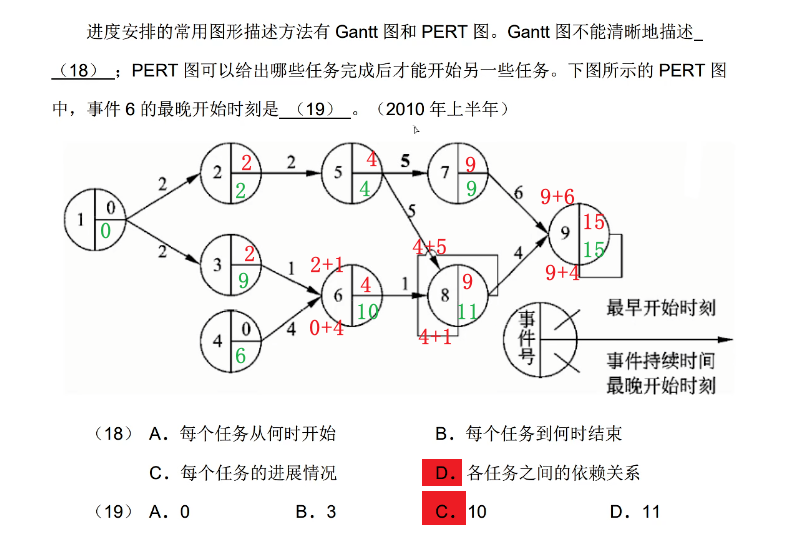 进度安排的常用图形描述方法有 Gantt 图和 PERT 图。Gantt 图不能清晰地描述_
（18） ；PERT 图可以给出哪些任务完成后才能开始另一些任务。下图所示的 PERT 图
中，事件 6 的最晚开始时刻是 （19） 。（2010 年上半年）
2 2 2
2
5 4 4
5
7 9 9
2
5
6
9+6
1 0 0
9 15 15
2
3 2 9
1
2+1
4+5
4
9+4
6 4 10
1
8 9 11
4 0 6
4
0+4
4+1
事件号
最早开始时刻
事件持续时间
最晚开始时刻
（18） A．每个任务从何时开始 B．每个任务到何时结束
C．每个任务的进展情况 D．各任务之间的依赖关系
（19） A．0 B．3 C．10 D．11